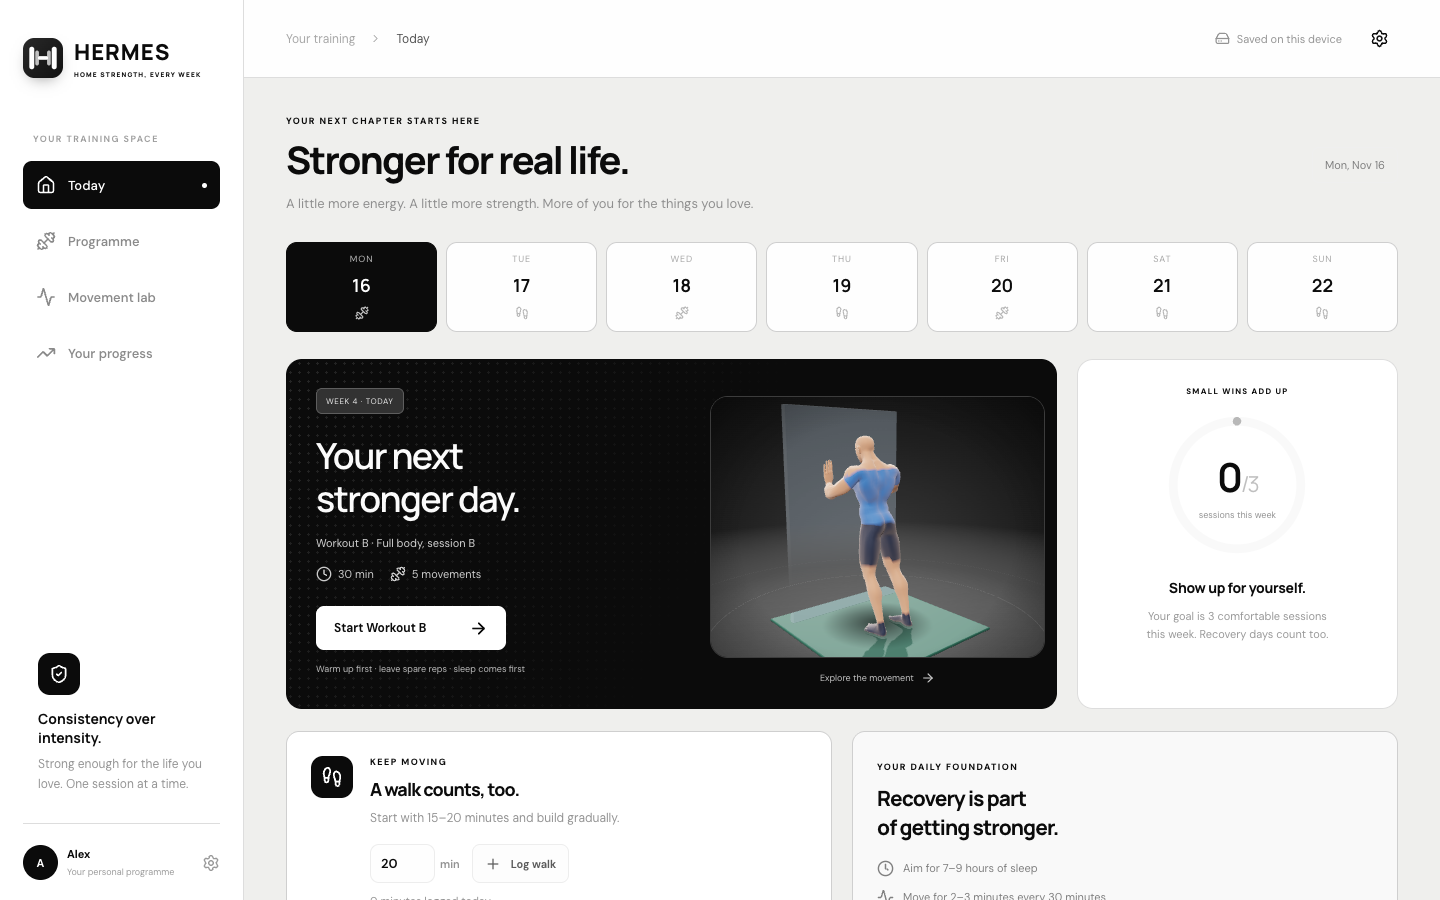 HERMES
HOME STRENGTH, EVERY WEEK
YOUR TRAINING SPACE
Today
Programme
Movement lab
Your progress
Consistency over
intensity.
Strong enough for the life you
love. One session at a time.
A
Alex
Your personal programme
Your training
Today
Saved on this device
YOUR NEXT CHAPTER STARTS HERE
Stronger for real life.
Mon, Nov 16
A little more energy. A little more strength. More of you for the things you love.
MON
16
TUE
17
WED
18
THU
19
FRI
20
SAT
21
SUN
22
WEEK 4 · TODAY
Your next
stronger day.
Workout B · Full body, session B
30 min
5 movements
Start Workout B
Warm up first · leave spare reps · sleep comes first
Explore the movement
SMALL WINS ADD UP
0/3
sessions this week
Show up for yourself.
Your goal is 3 comfortable sessions
this week. Recovery days count too.
KEEP MOVING
A walk counts, too.
Start with 15–20 minutes and build gradually.
20
min
Log walk
0 minutes logged today
YOUR DAILY FOUNDATION
Recovery is part
of getting stronger.
Aim for 7–9 hours of sleep
Move for 2–3 minutes every 30 minutes